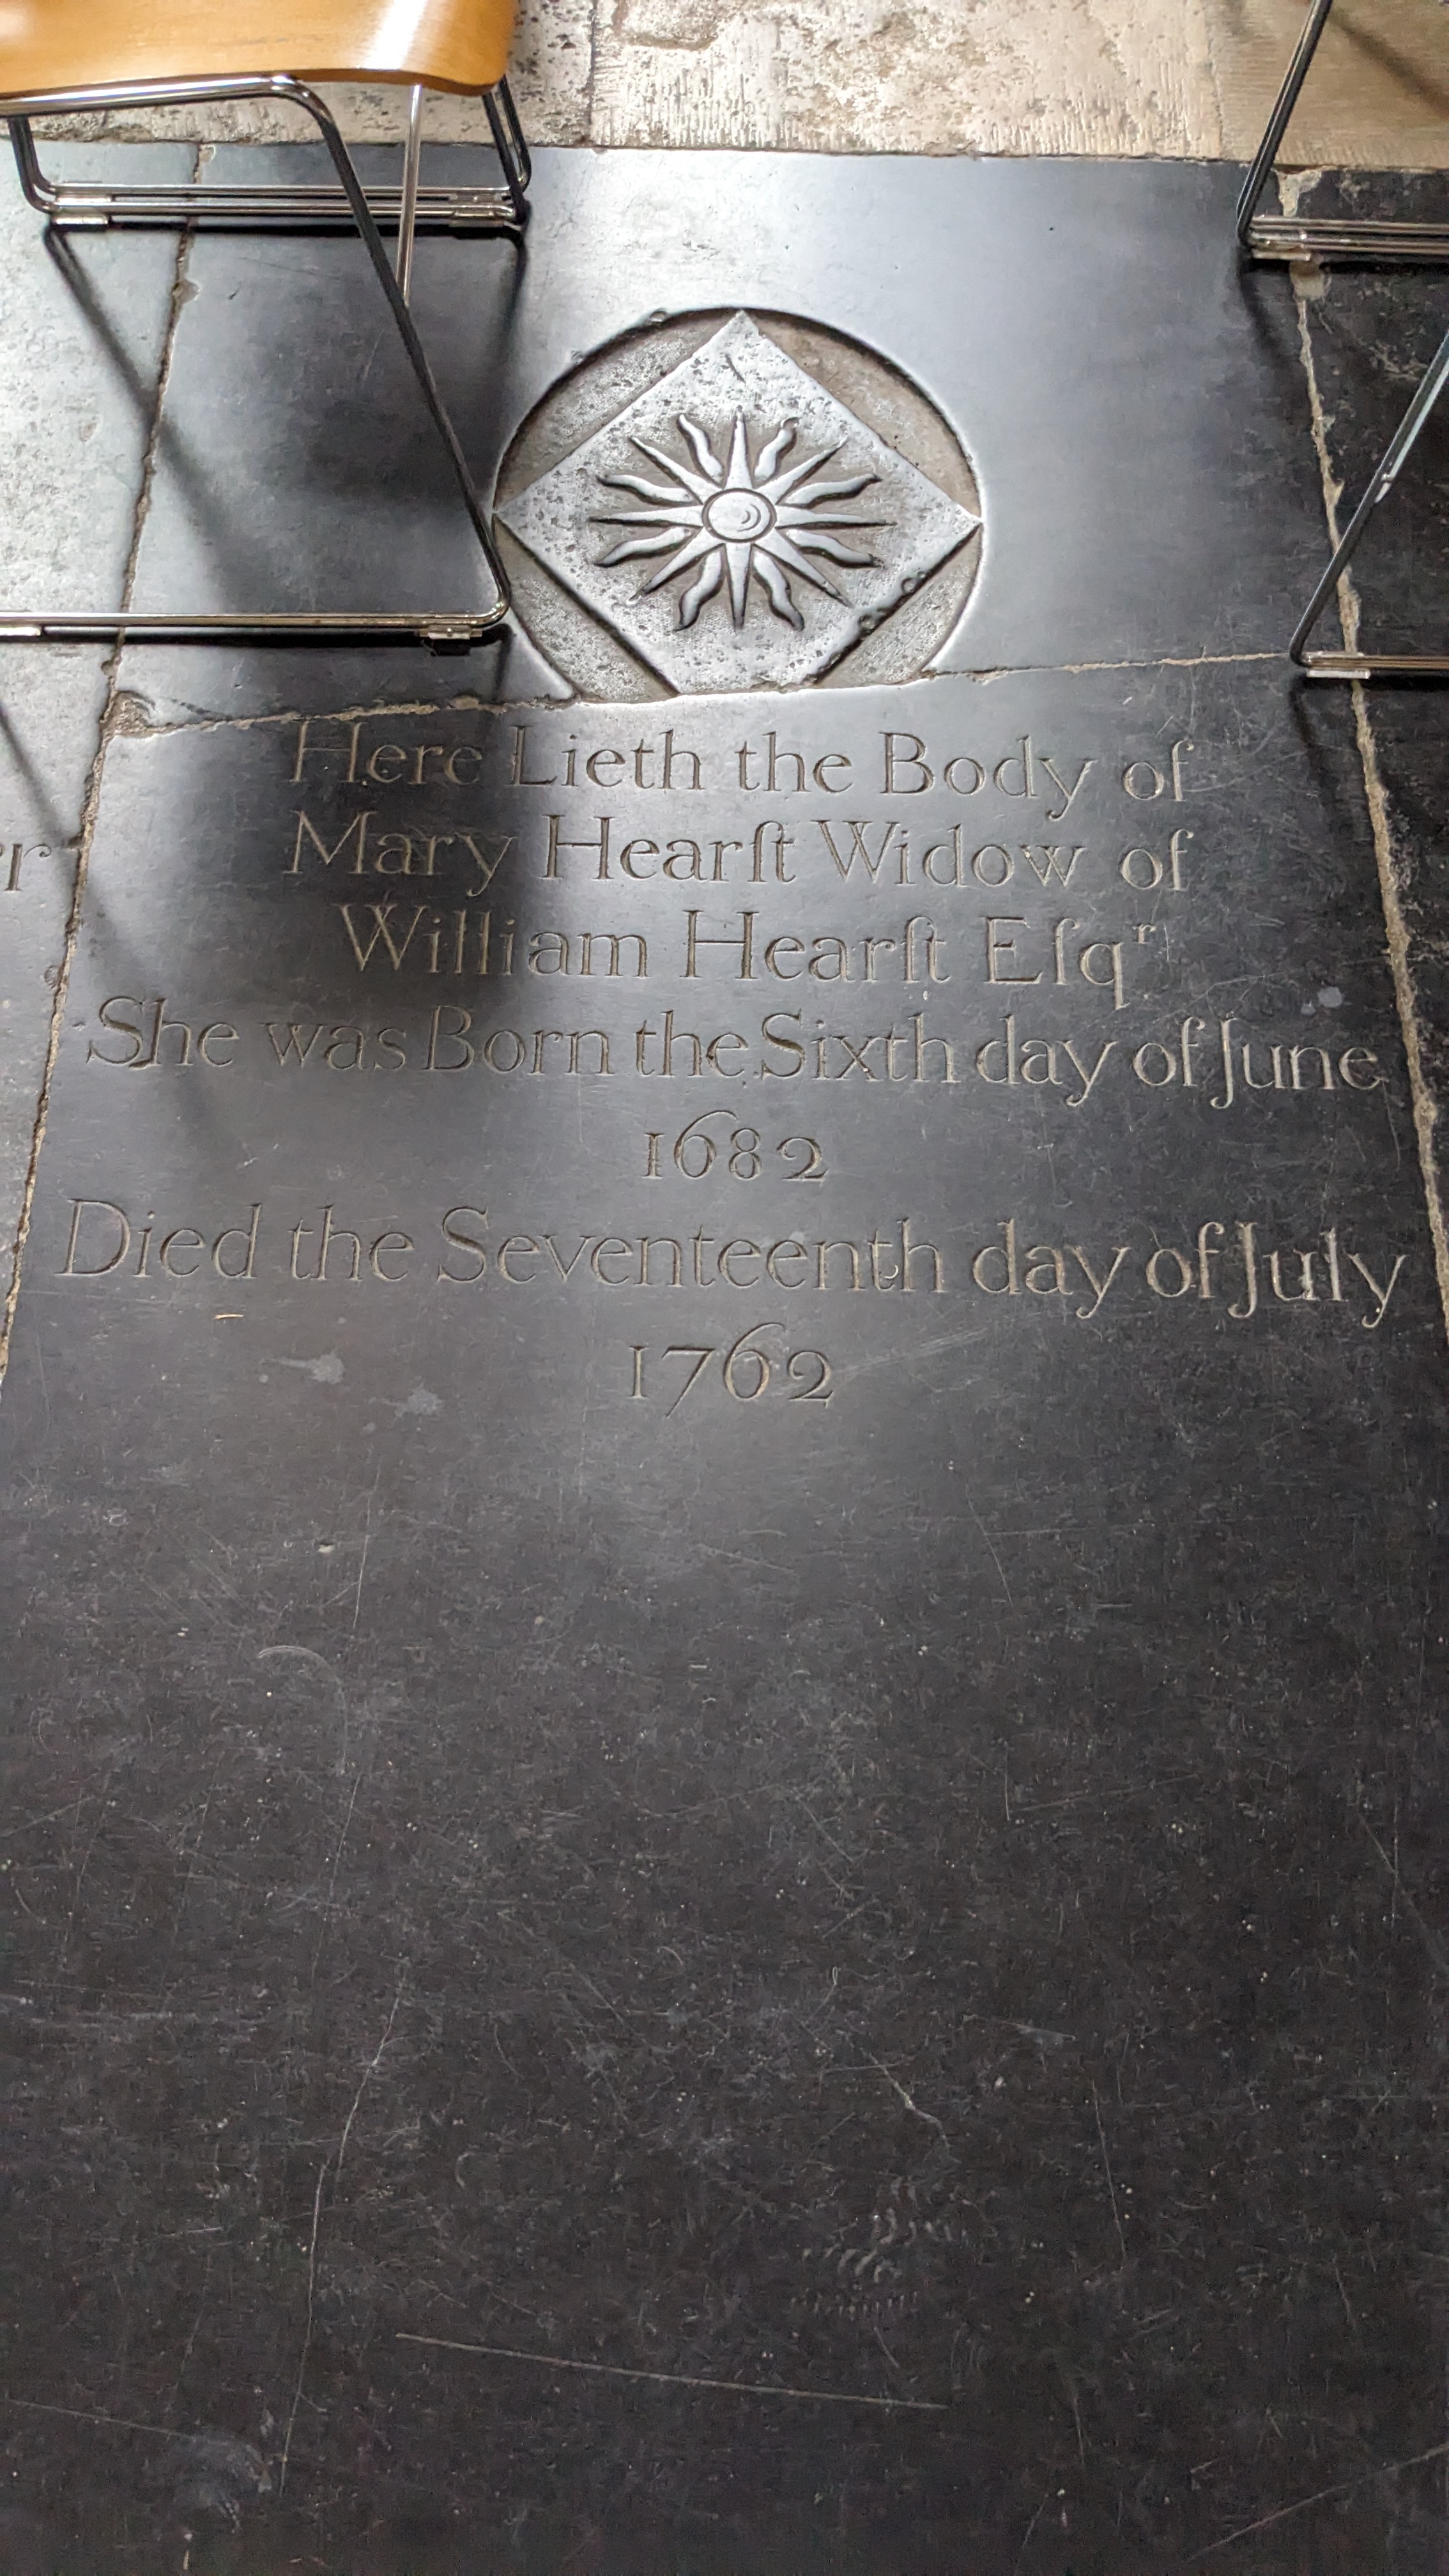 Here Lieth the Body of
Mary Hearſt Widow of
William Hearſt Eſqʳ.
She was Born the Sixth day of June
1682
Died the Seventeenth day of July
1762